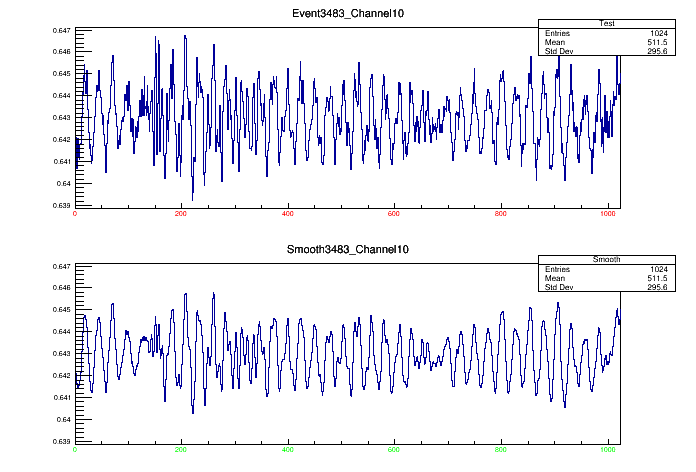 Event3483_Channel10
Test
Entries 1024
Mean 511.5
Std Dev 295.6
0.647
0.646
0.645
0.644
0.643
0.642
0.641
0.64
0.639
0 200 400 600 800 1000
Smooth3483_Channel10
Smooth
Entries 1024
Mean 511.5
Std Dev 295.6
0.647
0.646
0.645
0.644
0.643
0.642
0.641
0.64
0.639
0 200 400 600 800 1000